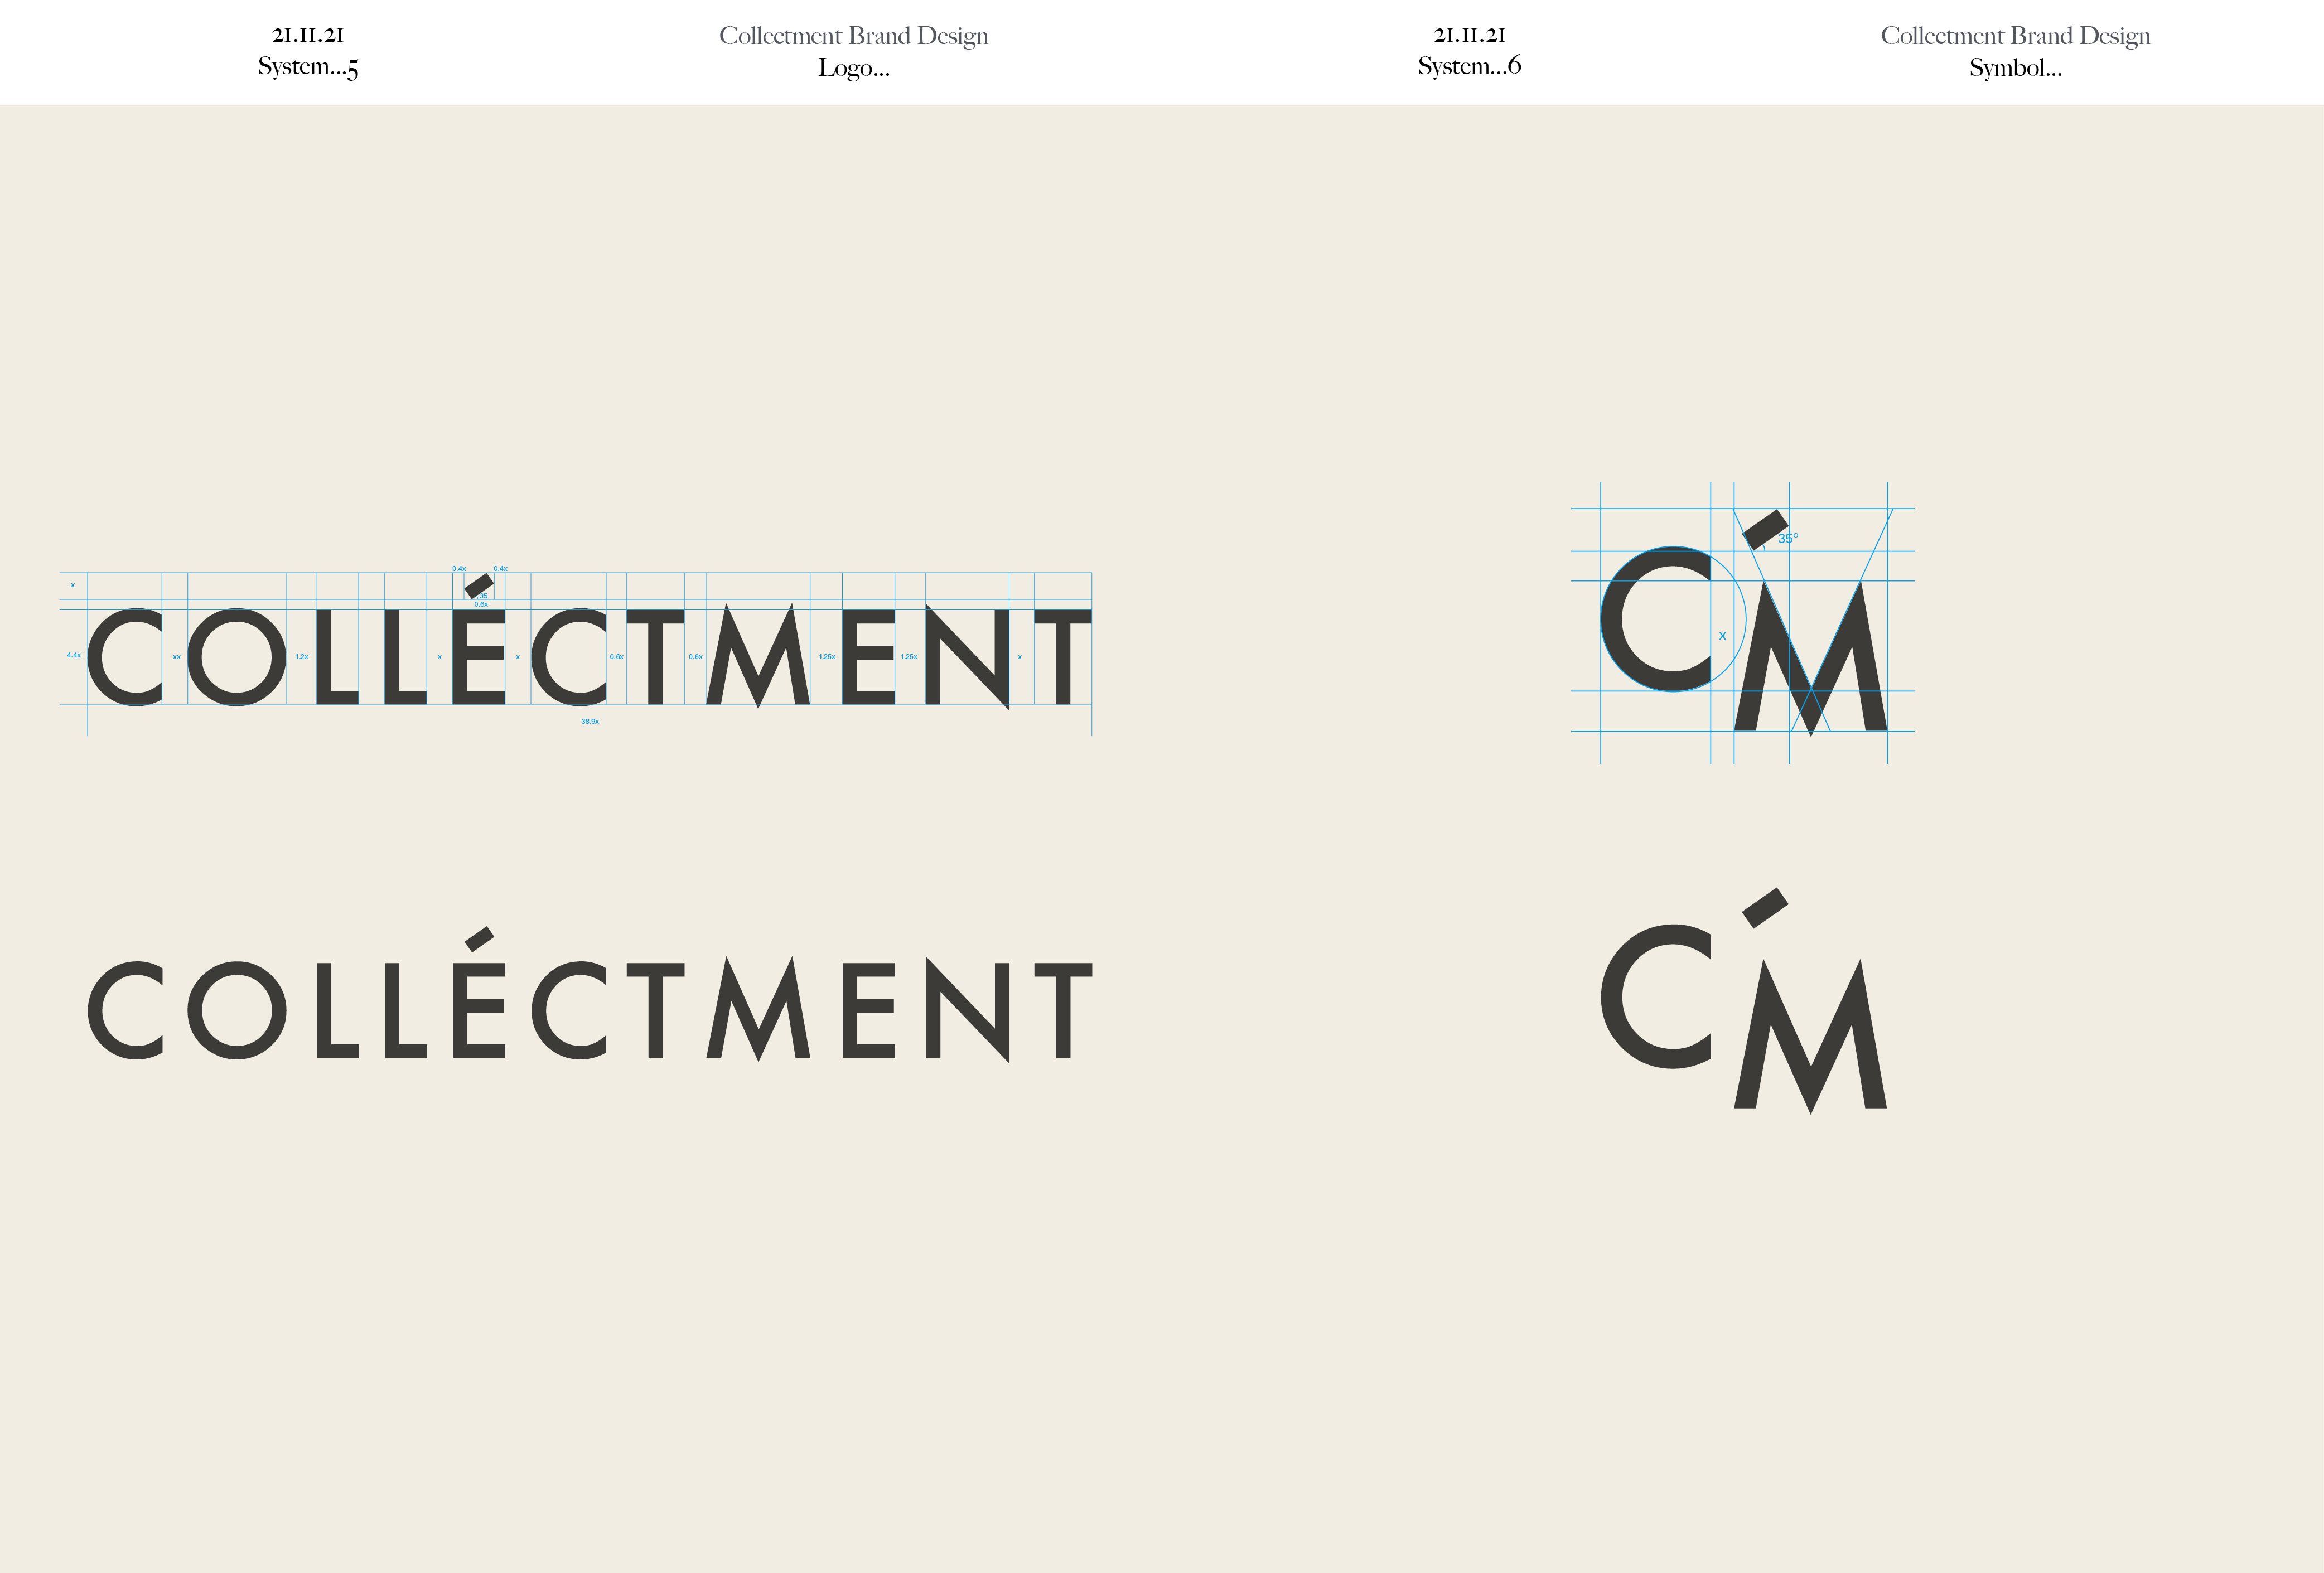 21.11.21
System...5
Collectment Brand Design
Logo...
21.11.21
System...6
Collectment Brand Design
Symbol...
0.4x 0.4x
x
35
0.6x
4.4x xx 1.2x x x 0.6x 0.6x 1.25x 1.25x x
COLLÉCTMENT
38.9x
35°
x
CḾ
COLLÉCTMENT
CḾ